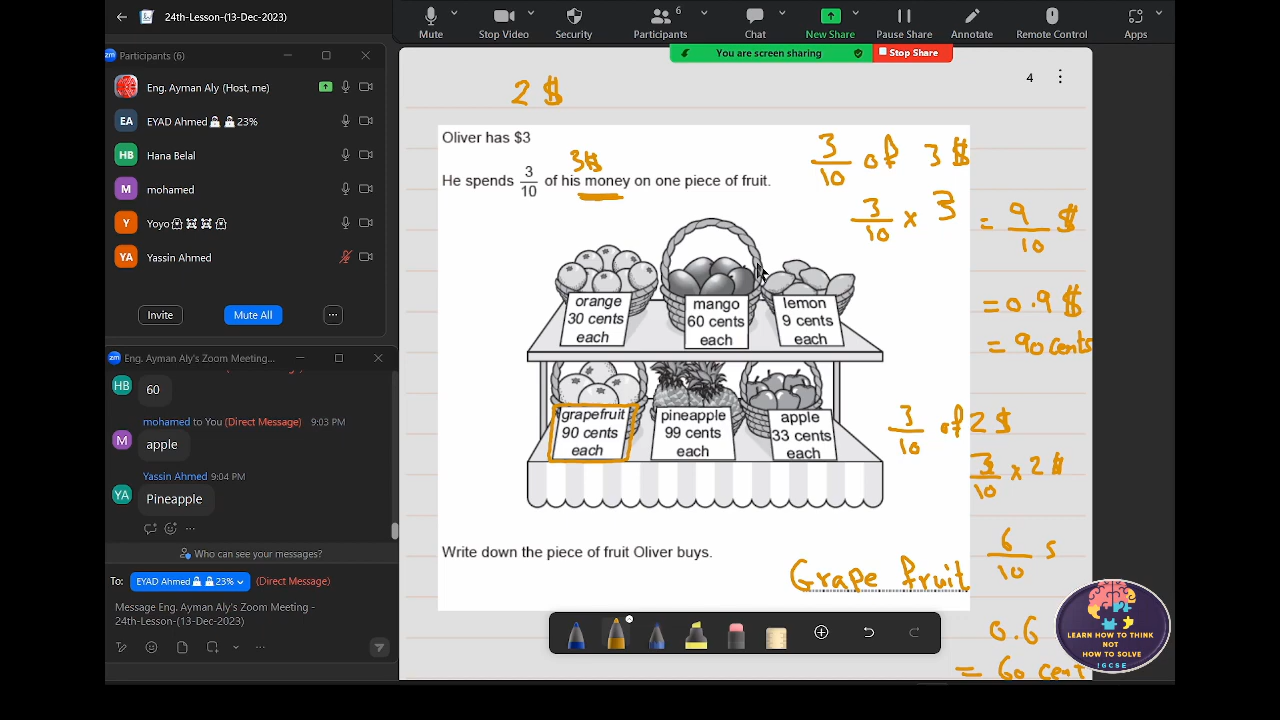 24th-Lesson-(13-Dec-2023)
Participants (6)
Eng. Ayman Aly (Host, me)
EA EYAD Ahmed 23%
HB Hana Belal
M mohamed
Y Yoyo
YA Yassin Ahmed
Invite Mute All ...
Eng. Ayman Aly's Zoom Meeting...
(Direct Message)
HB 60
mohamed to You (Direct Message) 9:03 PM
M apple
Yassin Ahmed 9:04 PM
YA Pineapple
Who can see your messages?
To: EYAD Ahmed 23% (Direct Message)
Message Eng. Ayman Aly's Zoom Meeting -
24th-Lesson-(13-Dec-2023)
6
Mute Stop Video Security Participants Chat New Share Pause Share Annotate Remote Control Apps
You are screen sharing Stop Share
4
2 $
Oliver has $3
3$
He spends 3/10 of his money on one piece of fruit.
3/10 of 3 $
3/10 x 3 = 9/10 $
= 0.9 $
= 90 cents
orange
30 cents
each
mango
60 cents
each
lemon
9 cents
each
grapefruit
90 cents
each
pineapple
99 cents
each
apple
33 cents
each
3/10 of 2 $
3/10 x 2 $
6/10 $
0.6
= 60 cent
Write down the piece of fruit Oliver buys.
Grape fruit
LEARN HOW TO THINK
NOT
HOW TO SOLVE
IGCSE